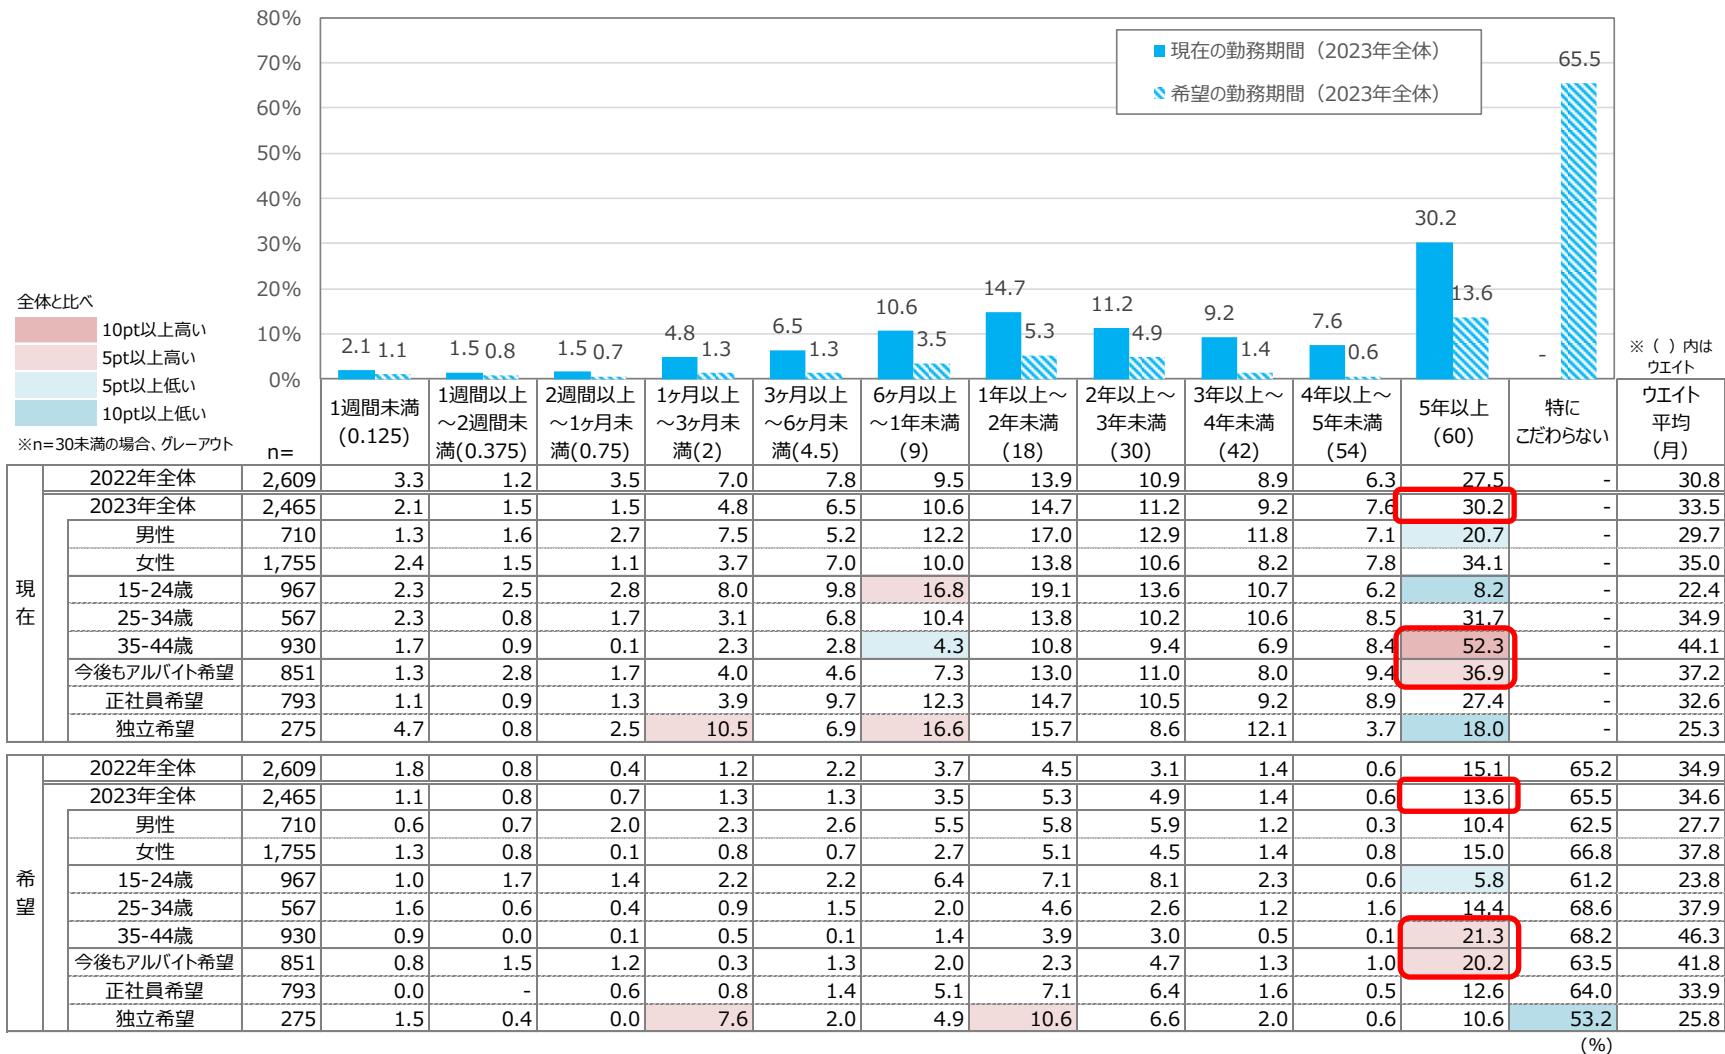 80%
70%
60%
50%
40%
30%
20%
10%
0%
■現在の勤務期間（2023年全体）
希望の勤務期間（2023年全体）
2.1 1.1 1.5 0.8 1.5 0.7 4.8 1.3 6.5 1.3 10.6 3.5 14.7 5.3 11.2 4.9 9.2 1.4 7.6 0.6 30.2 13.6 - 65.5
全体と比べ
10pt以上高い
5pt以上高い
5pt以上低い
10pt以上低い
※n=30未満の場合、グレーアウト
※（ ）内は
ウエイト
n=
1週間未満
(0.125)
1週間以上
～2週間未
満(0.375)
2週間以上
～1ヶ月未
満(0.75)
1ヶ月以上
～3ヶ月未
満(2)
3ヶ月以上
～6ヶ月未
満(4.5)
6ヶ月以上
～1年未満
(9)
1年以上～
2年未満
(18)
2年以上～
3年未満
(30)
3年以上～
4年未満
(42)
4年以上～
5年未満
(54)
5年以上
(60)
特に
こだわらない
ウエイト
平均
(月)
現在
2022年全体 2,609 3.3 1.2 3.5 7.0 7.8 9.5 13.9 10.9 8.9 6.3 27.5 - 30.8
2023年全体 2,465 2.1 1.5 1.5 4.8 6.5 10.6 14.7 11.2 9.2 7.6 30.2 - 33.5
男性 710 1.3 1.6 2.7 7.5 5.2 12.2 17.0 12.9 11.8 7.1 20.7 - 29.7
女性 1,755 2.4 1.5 1.1 3.7 7.0 10.0 13.8 10.6 8.2 7.8 34.1 - 35.0
15-24歳 967 2.3 2.5 2.8 8.0 9.8 16.8 19.1 13.6 10.7 6.2 8.2 - 22.4
25-34歳 567 2.3 0.8 1.7 3.1 6.8 10.4 13.8 10.2 10.6 8.5 31.7 - 34.9
35-44歳 930 1.7 0.9 0.1 2.3 2.8 4.3 10.8 9.4 6.9 8.4 52.3 - 44.1
今後もアルバイト希望 851 1.3 2.8 1.7 4.0 4.6 7.3 13.0 11.0 8.0 9.4 36.9 - 37.2
正社員希望 793 1.1 0.9 1.3 3.9 9.7 12.3 14.7 10.5 9.2 8.9 27.4 - 32.6
独立希望 275 4.7 0.8 2.5 10.5 6.9 16.6 15.7 8.6 12.1 3.7 18.0 - 25.3
希望
2022年全体 2,609 1.8 0.8 0.4 1.2 2.2 3.7 4.5 3.1 1.4 0.6 15.1 65.2 34.9
2023年全体 2,465 1.1 0.8 0.7 1.3 1.3 3.5 5.3 4.9 1.4 0.6 13.6 65.5 34.6
男性 710 0.6 0.7 2.0 2.3 2.6 5.5 5.8 5.9 1.2 0.3 10.4 62.5 27.7
女性 1,755 1.3 0.8 0.1 0.8 0.7 2.7 5.1 4.5 1.4 0.8 15.0 66.8 37.8
15-24歳 967 1.0 1.7 1.4 2.2 2.2 6.4 7.1 8.1 2.3 0.6 5.8 61.2 23.8
25-34歳 567 1.6 0.6 0.4 0.9 1.5 2.0 4.6 2.6 1.2 1.6 14.4 68.6 37.9
35-44歳 930 0.9 0.0 0.1 0.5 0.1 1.4 3.9 3.0 0.5 0.1 21.3 68.2 46.3
今後もアルバイト希望 851 0.8 1.5 1.2 0.3 1.3 2.0 2.3 4.7 1.3 1.0 20.2 63.5 41.8
正社員希望 793 0.0 - 0.6 0.8 1.4 5.1 7.1 6.4 1.6 0.5 12.6 64.0 33.9
独立希望 275 1.5 0.4 0.0 7.6 2.0 4.9 10.6 6.6 2.0 0.6 10.6 53.2 25.8
(%)